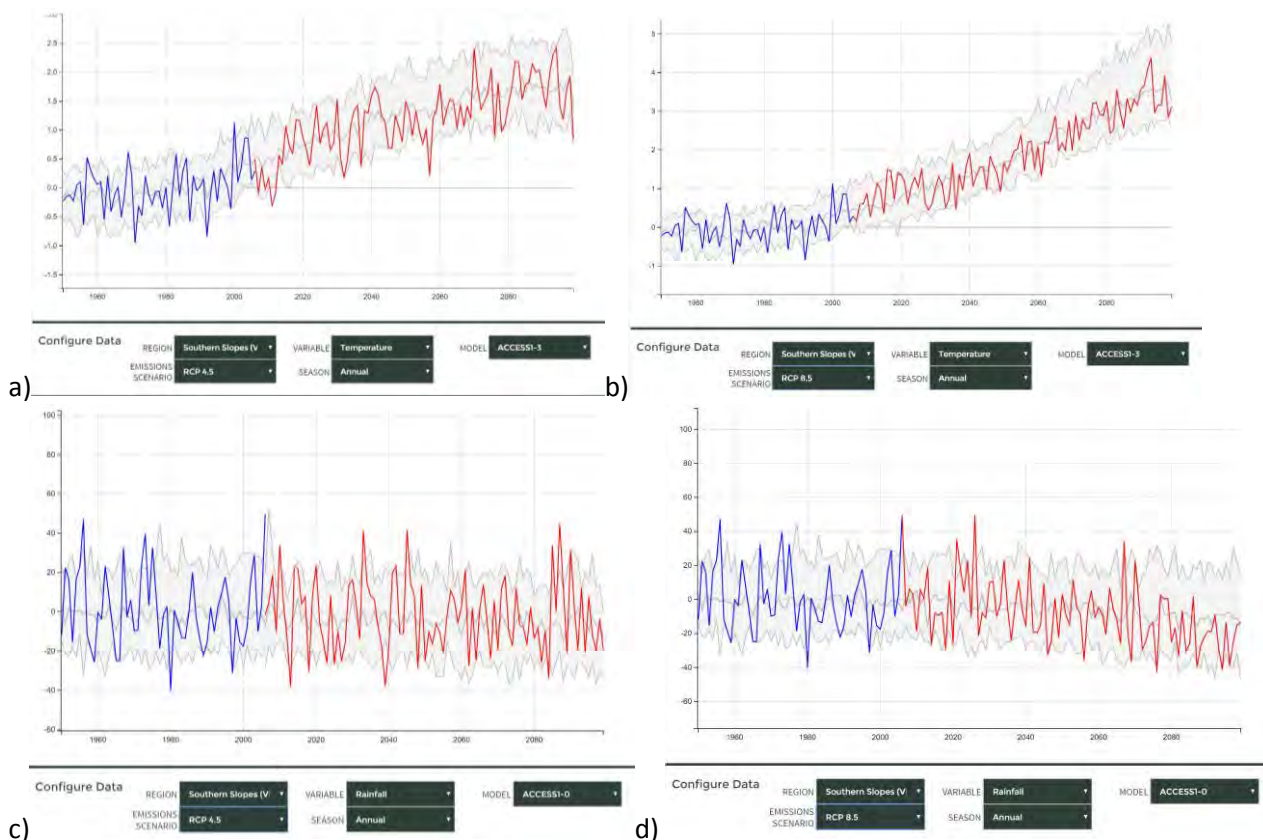 3.0
2.5
2.0
1.5
1.0
0.5
0.0
-0.5
-1.0
-1.5
1960 1980 2000 2020 2040 2060 2080
Configure Data REGION Southern Slopes (V VARIABLE Temperature MODEL ACCESS1-3
EMISSIONS SCENARIO RCP 4.5 SEASON Annual
a)
5
4
3
2
1
0
-1
1960 1980 2000 2020 2040 2060 2080
Configure Data REGION Southern Slopes (V VARIABLE Temperature MODEL ACCESS1-3
EMISSIONS SCENARIO RCP 8.5 SEASON Annual
b)
100
80
60
40
20
0
-20
-40
-60
1960 1980 2000 2020 2040 2060 2080
Configure Data REGION Southern Slopes (V VARIABLE Rainfall MODEL ACCESS1-0
EMISSIONS SCENARIO RCP 4.5 SEASON Annual
c)
100
80
60
40
20
0
-20
-40
-60
1960 1980 2000 2020 2040 2060 2080
Configure Data REGION Southern Slopes (V VARIABLE Rainfall MODEL ACCESS1-0
EMISSIONS SCENARIO RCP 8.5 SEASON Annual
d)